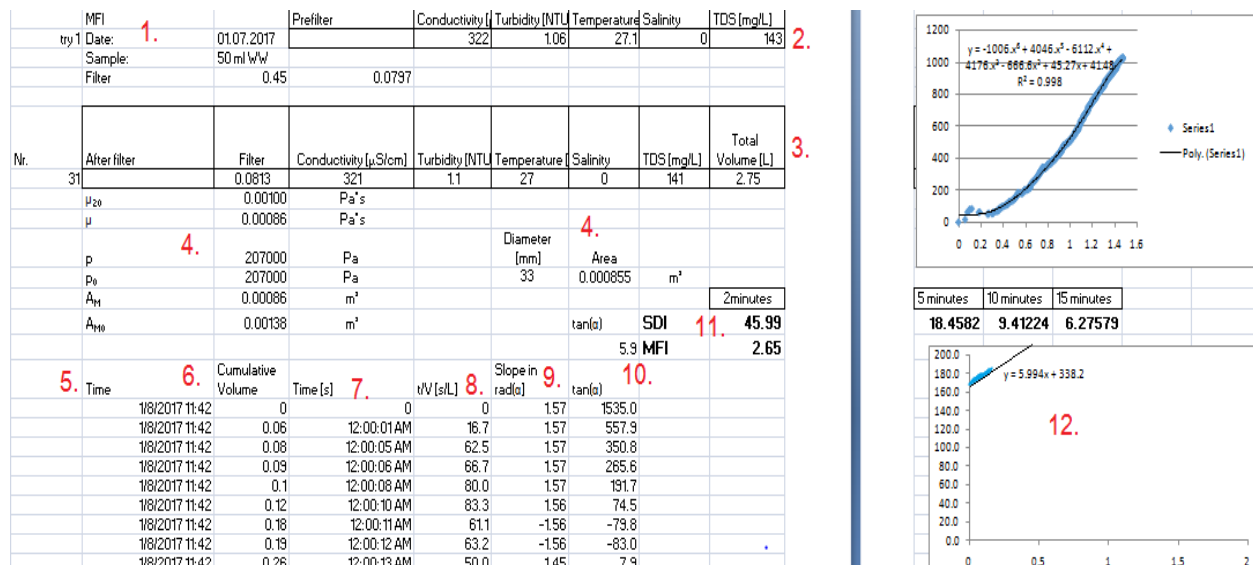 MFI Prefilter Conductivity [ Turbidity [NTU Temperature Salinity TDS [mg/L]
try 1 Date: 1. 01.07.2017 322 1.06 27.1 0 143 2.
Sample: 50 ml WW
Filter 0.45 0.0797
Nr. After filter Filter Conductivity [µS/cm] Turbidity [NTU Temperature [ Salinity TDS [mg/L] Total Volume [L] 3.
31 0.0813 321 1.1 27 0 141 2.75
µ20 0.00100 Pa*s
µ 0.00086 Pa*s
4. Diameter [mm] 4. Area
p 207000 Pa
33 0.000855 m²
p0 207000 Pa
AM 0.00086 m² 2minutes
AM0 0.00138 m² tan(α) SDI 11. 45.99
5.9 MFI 2.65
5. Time 6. Cumulative Volume Time [s] 7. t/V [s/L] 8. Slope in rad(α) 9. tan(α) 10.
1/8/2017 11:42 0 0 0 1.57 1535.0
1/8/2017 11:42 0.06 12:00:01 AM 16.7 1.57 557.9
1/8/2017 11:42 0.08 12:00:05 AM 62.5 1.57 350.8
1/8/2017 11:42 0.09 12:00:06 AM 66.7 1.57 265.6
1/8/2017 11:42 0.1 12:00:08 AM 80.0 1.57 191.7
1/8/2017 11:42 0.12 12:00:10 AM 83.3 1.56 74.5
1/8/2017 11:42 0.18 12:00:11 AM 61.1 -1.56 -79.8
1/8/2017 11:42 0.19 12:00:12 AM 63.2 -1.56 -83.0
1/8/2017 11:42 0.26 12:00:13 AM 50.0 1.45 7.9
1200
1000
800
600
400
200
0
0 0.2 0.4 0.6 0.8 1 1.2 1.4 1.6
y = -1006.x⁶ + 4046.x⁵ - 6112.x⁴ +
4176.x³ - 666.6x² + 45.27x + 41.48
R² = 0.998
Series1
Poly. (Series1)
5 minutes 10 minutes 15 minutes
18.4582 9.41224 6.27579
200.0
180.0
160.0
140.0
120.0
100.0
80.0
60.0
40.0
20.0
0.0
y = 5.994x + 338.2
12.
0 0.5 1 1.5 2